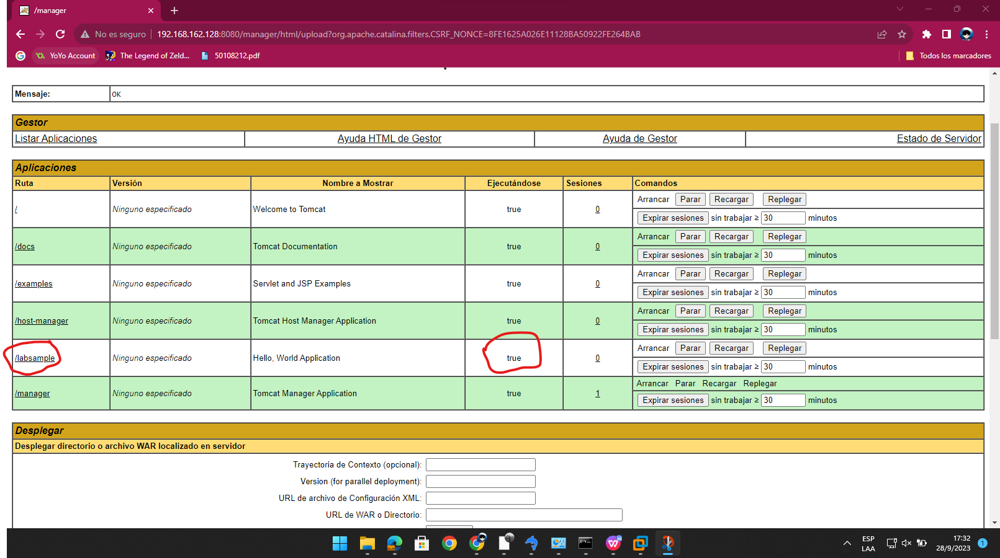 /manager
No es seguro 192.168.162.128:8080/manager/html/upload?org.apache.catalina.filters.CSRF_NONCE=8FE1625A026E11128BA50922FE264BAB
YoYo Account The Legend of Zeld... 50108212.pdf Todos los marcadores
Mensaje: OK
Gestor
Listar Aplicaciones Ayuda HTML de Gestor Ayuda de Gestor Estado de Servidor
Aplicaciones
Ruta Versión Nombre a Mostrar Ejecutándose Sesiones Comandos
Arrancar Parar Recargar Replegar
/ Ninguno especificado Welcome to Tomcat true 0
Expirar sesiones sin trabajar ≥ 30 minutos
Arrancar Parar Recargar Replegar
/docs Ninguno especificado Tomcat Documentation true 0
Expirar sesiones sin trabajar ≥ 30 minutos
Arrancar Parar Recargar Replegar
/examples Ninguno especificado Servlet and JSP Examples true 0
Expirar sesiones sin trabajar ≥ 30 minutos
Arrancar Parar Recargar Replegar
/host-manager Ninguno especificado Tomcat Host Manager Application true 0
Expirar sesiones sin trabajar ≥ 30 minutos
Arrancar Parar Recargar Replegar
/labsample Ninguno especificado Hello, World Application true 0
Expirar sesiones sin trabajar ≥ 30 minutos
Arrancar Parar Recargar Replegar
/manager Ninguno especificado Tomcat Manager Application true 1
Expirar sesiones sin trabajar ≥ 30 minutos
Desplegar
Desplegar directorio o archivo WAR localizado en servidor
Trayectoria de Contexto (opcional):
Version (for parallel deployment):
URL de archivo de Configuración XML:
URL de WAR o Directorio:
ESP 17:32
LAA 28/9/2023 1